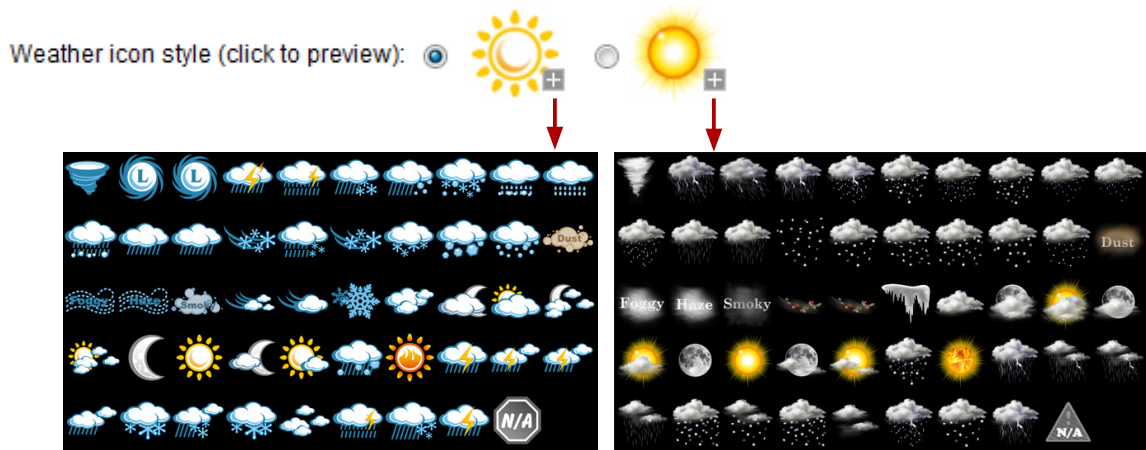 Weather icon style (click to preview):
L L
Dust
Dust
Foggy Haze Smoky
Foggy Haze Smoky
N/A
N/A